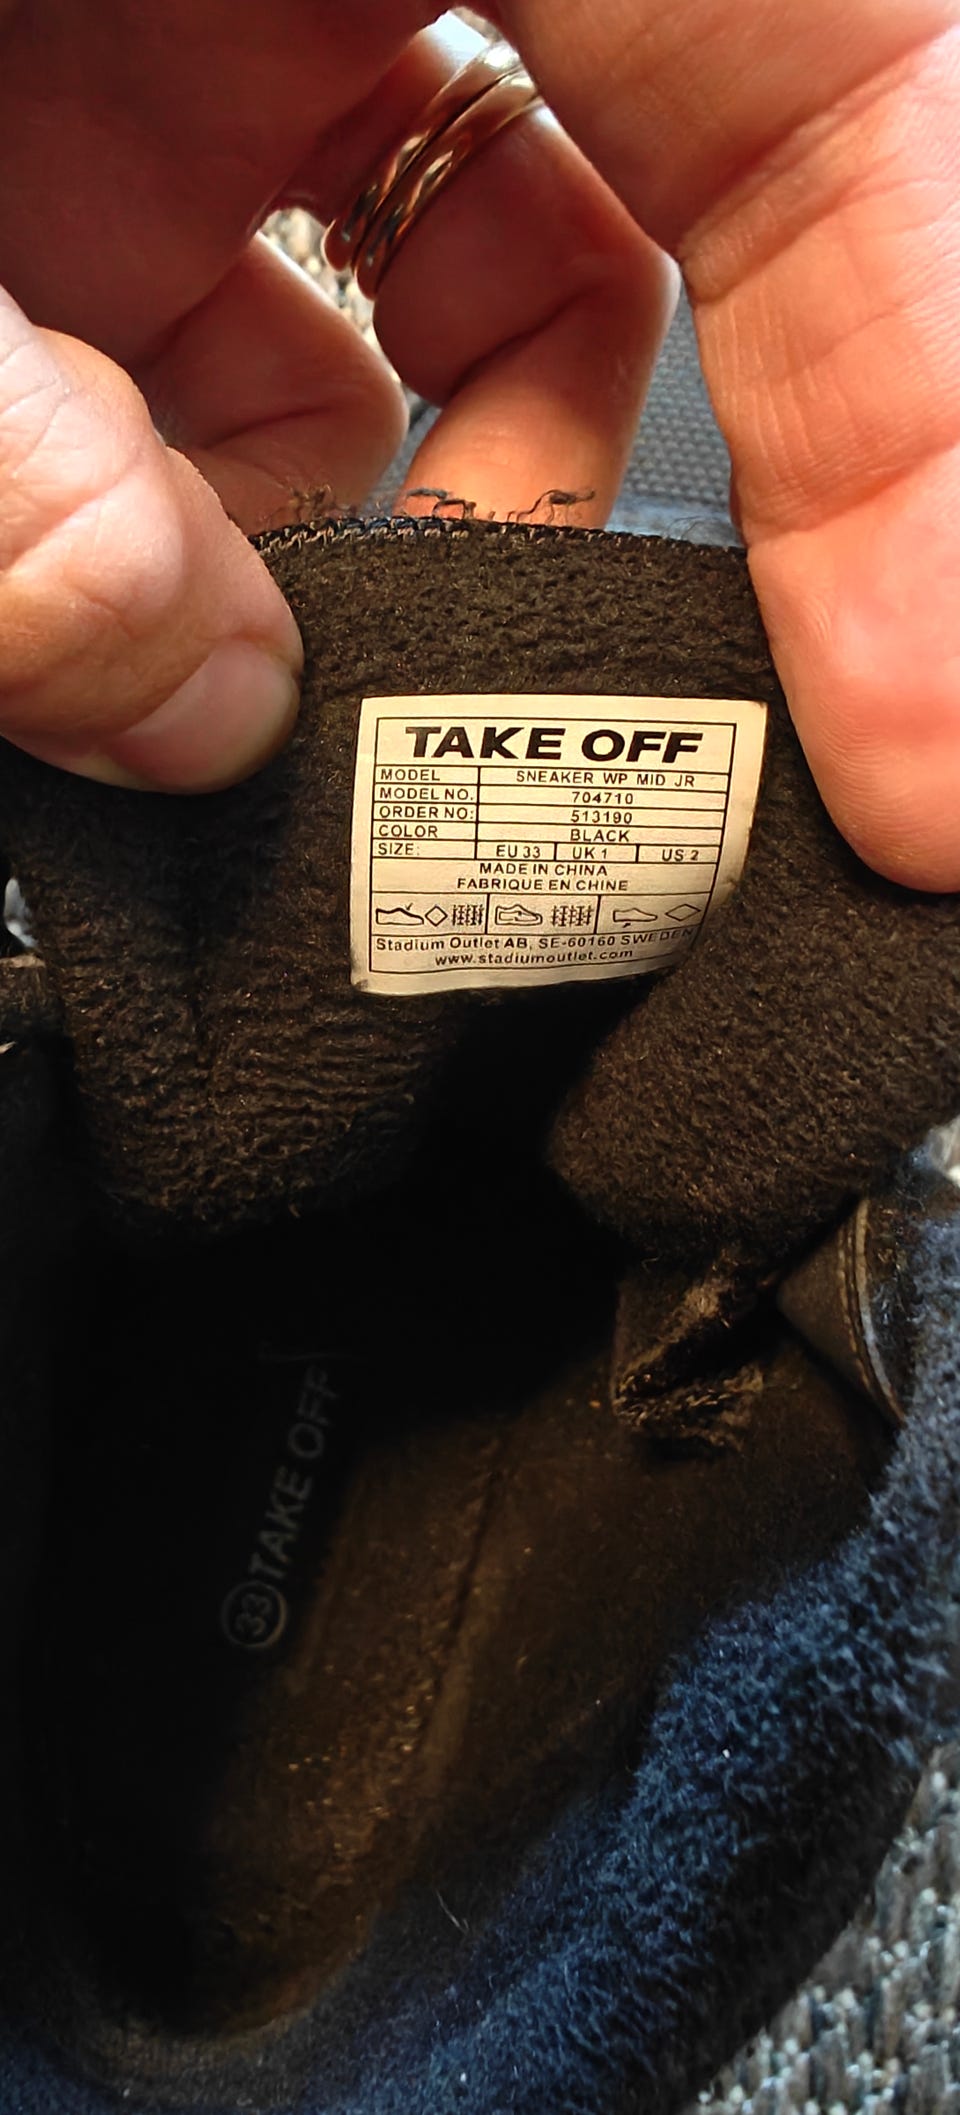 TAKE OFF
MODEL SNEAKER WP MID JR
MODEL NO. 704710
ORDER NO: 513190
COLOR BLACK
SIZE: EU 33 UK 1 US 2
MADE IN CHINA
FABRIQUE EN CHINE
Stadium Outlet AB, SE-60160 SWEDEN
www.stadiumoutlet.com
33 TAKE OFF